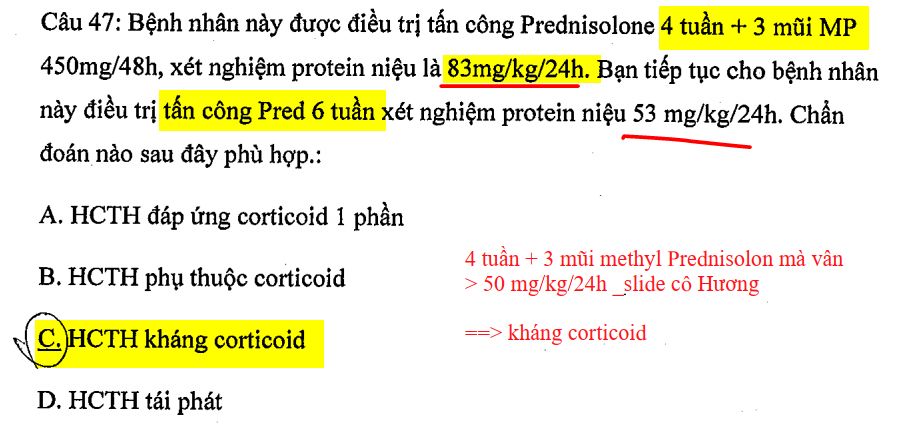 Câu 47: Bệnh nhân này được điều trị tấn công Prednisolone 4 tuần + 3 mũi MP
450mg/48h, xét nghiệm protein niệu là 83mg/kg/24h. Bạn tiếp tục cho bệnh nhân
này điều trị tấn công Pred 6 tuần xét nghiệm protein niệu 53 mg/kg/24h. Chẩn
đoán nào sau đây phù hợp.:
A. HCTH đáp ứng corticoid 1 phần
B. HCTH phụ thuộc corticoid
4 tuần + 3 mũi methyl Prednisolon mà vân
> 50 mg/kg/24h _slide cô Hương
C. HCTH kháng corticoid
==> kháng corticoid
D. HCTH tái phát